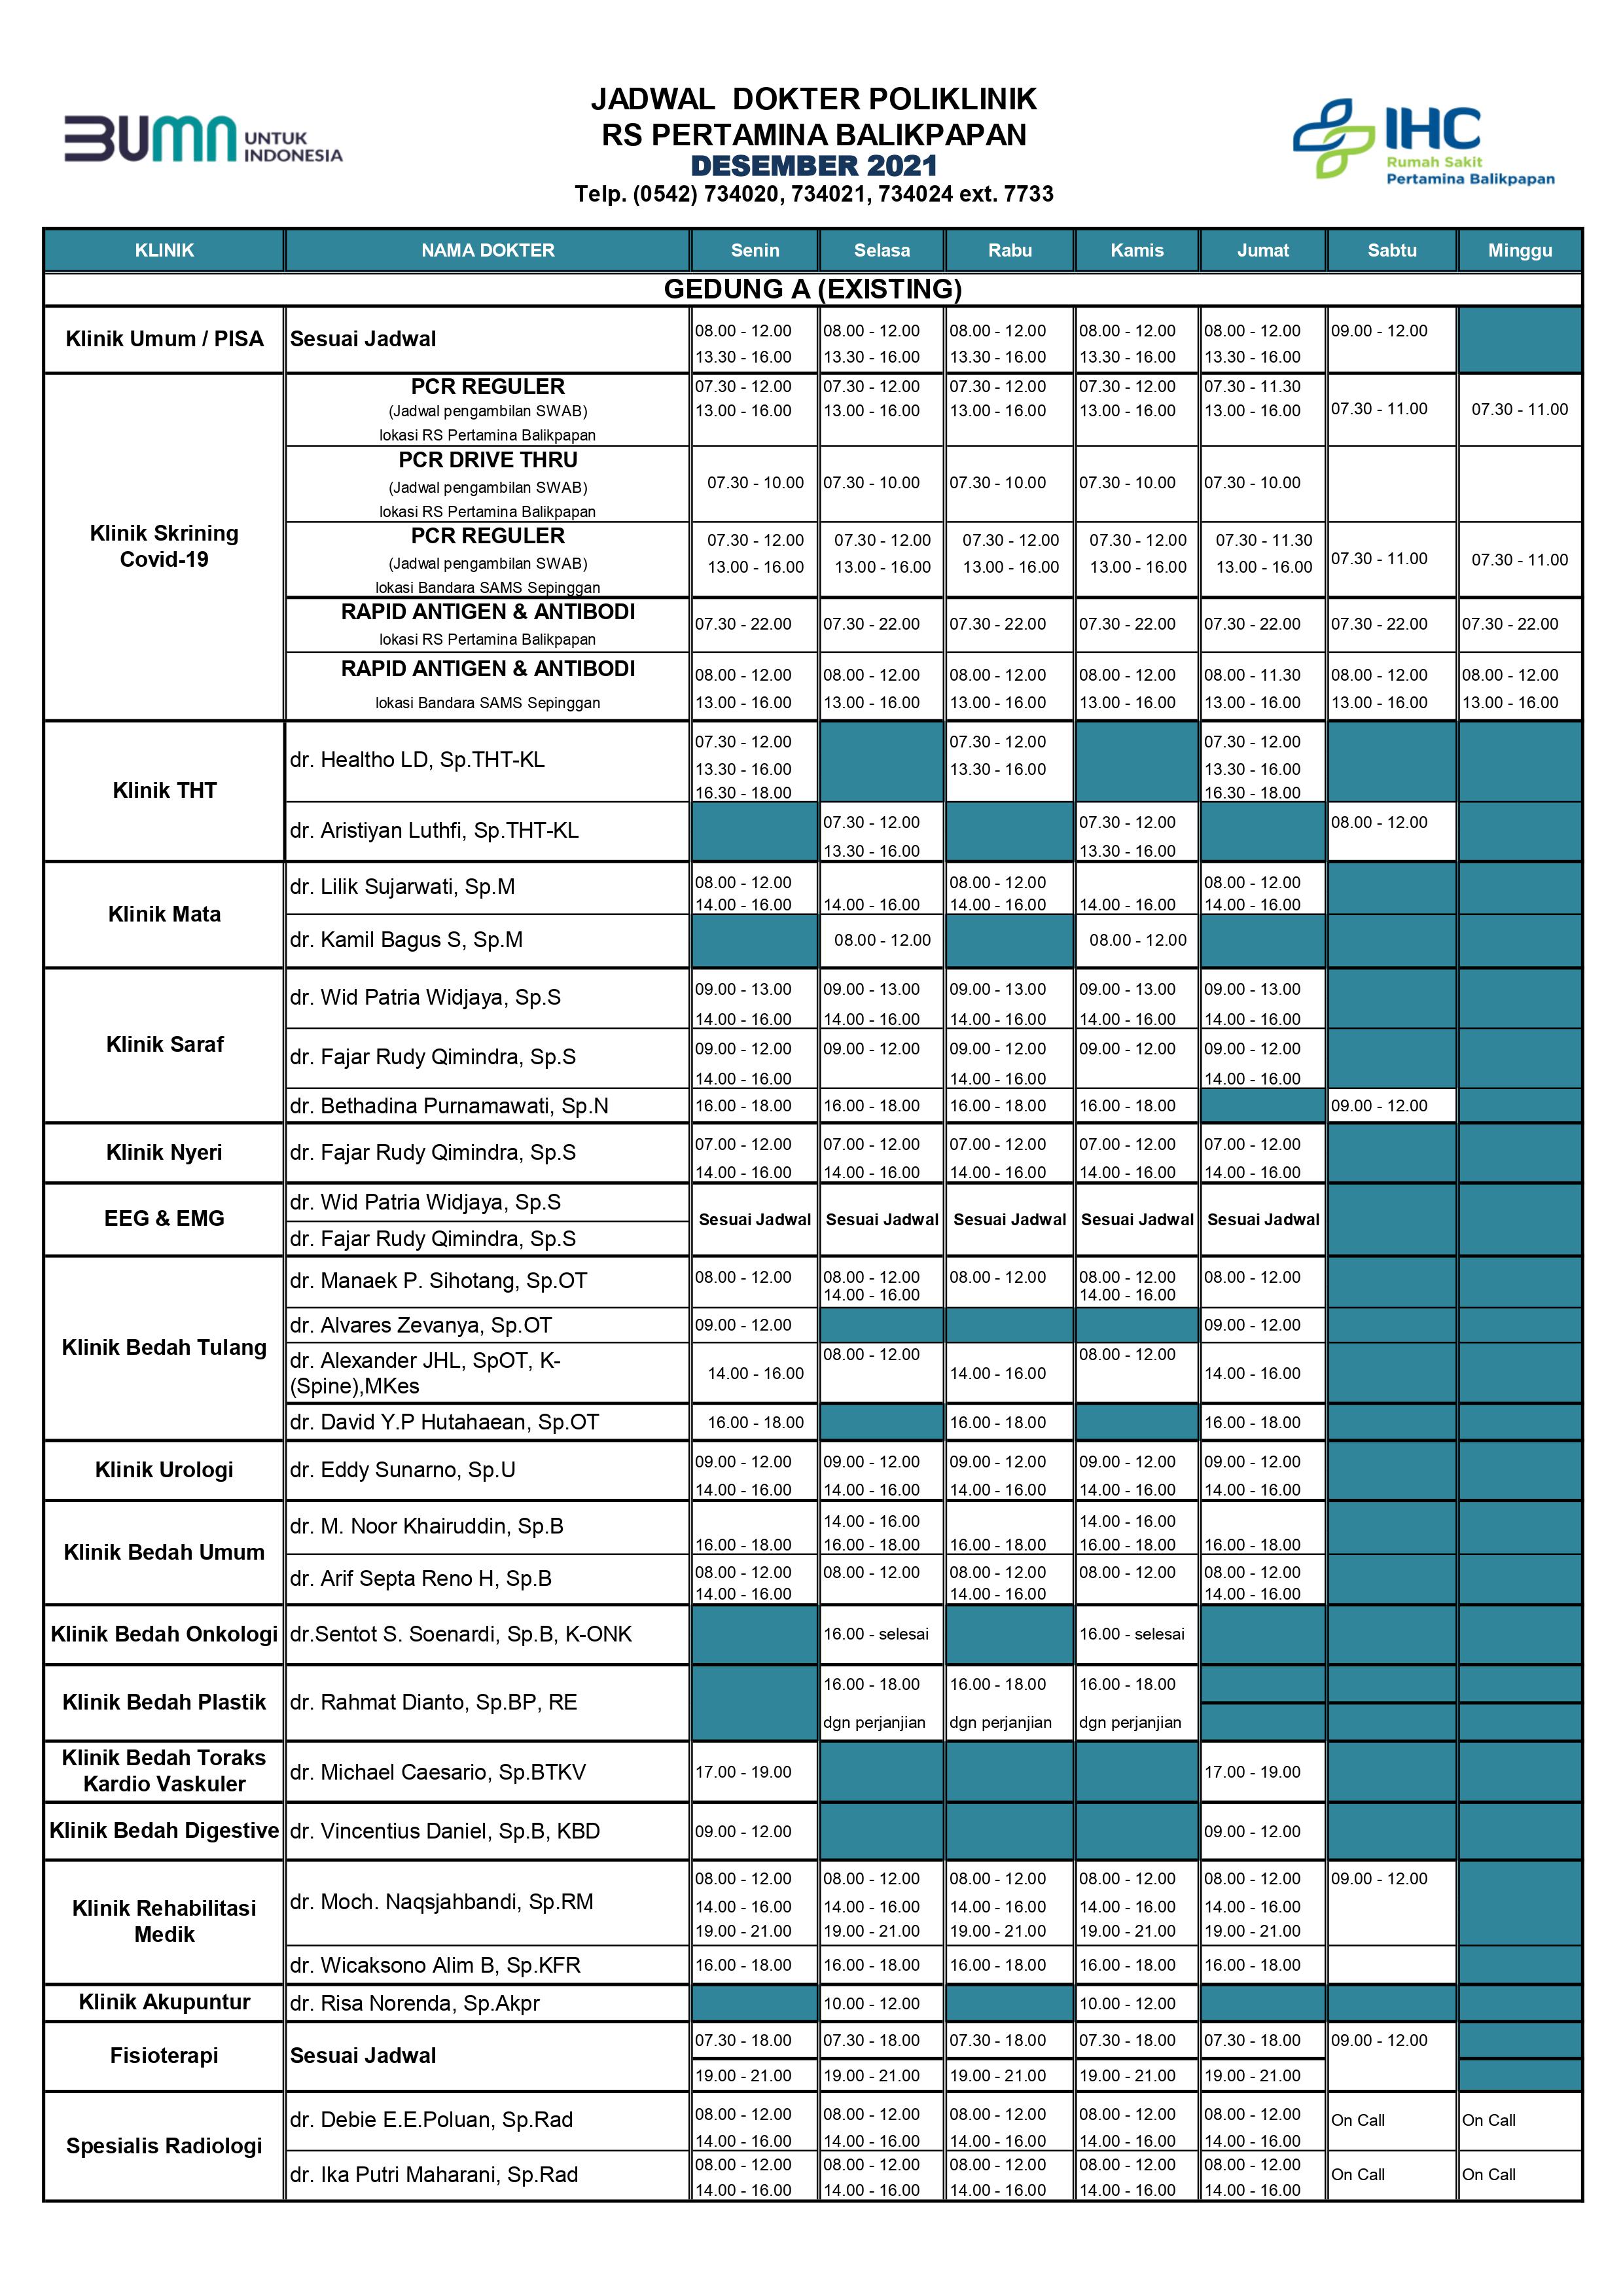 BUMN UNTUK
INDONESIA
JADWAL DOKTER POLIKLINIK
RS PERTAMINA BALIKPAPAN
DESEMBER 2021
Telp. (0542) 734020, 734021, 734024 ext. 7733
IHC
Rumah Sakit
Pertamina Balikpapan
KLINIK NAMA DOKTER Senin Selasa Rabu Kamis Jumat Sabtu Minggu
GEDUNG A (EXISTING)
Klinik Umum / PISA Sesuai Jadwal 08.00 - 12.00 08.00 - 12.00 08.00 - 12.00 08.00 - 12.00 08.00 - 12.00 09.00 - 12.00
13.30 - 16.00 13.30 - 16.00 13.30 - 16.00 13.30 - 16.00 13.30 - 16.00
Klinik Skrining
Covid-19
PCR REGULER 07.30 - 12.00 07.30 - 12.00 07.30 - 12.00 07.30 - 12.00 07.30 - 11.30
(Jadwal pengambilan SWAB) 13.00 - 16.00 13.00 - 16.00 13.00 - 16.00 13.00 - 16.00 13.00 - 16.00 07.30 - 11.00 07.30 - 11.00
lokasi RS Pertamina Balikpapan
PCR DRIVE THRU
(Jadwal pengambilan SWAB) 07.30 - 10.00 07.30 - 10.00 07.30 - 10.00 07.30 - 10.00 07.30 - 10.00
lokasi RS Pertamina Balikpapan
PCR REGULER 07.30 - 12.00 07.30 - 12.00 07.30 - 12.00 07.30 - 12.00 07.30 - 11.30
(Jadwal pengambilan SWAB) 13.00 - 16.00 13.00 - 16.00 13.00 - 16.00 13.00 - 16.00 13.00 - 16.00 07.30 - 11.00 07.30 - 11.00
lokasi Bandara SAMS Sepinggan
RAPID ANTIGEN & ANTIBODI 07.30 - 22.00 07.30 - 22.00 07.30 - 22.00 07.30 - 22.00 07.30 - 22.00 07.30 - 22.00 07.30 - 22.00
lokasi RS Pertamina Balikpapan
RAPID ANTIGEN & ANTIBODI 08.00 - 12.00 08.00 - 12.00 08.00 - 12.00 08.00 - 12.00 08.00 - 11.30 08.00 - 12.00 08.00 - 12.00
lokasi Bandara SAMS Sepinggan 13.00 - 16.00 13.00 - 16.00 13.00 - 16.00 13.00 - 16.00 13.00 - 16.00 13.00 - 16.00 13.00 - 16.00
Klinik THT
dr. Healtho LD, Sp.THT-KL 07.30 - 12.00 07.30 - 12.00 07.30 - 12.00
13.30 - 16.00 13.30 - 16.00 13.30 - 16.00
16.30 - 18.00 16.30 - 18.00
dr. Aristiyan Luthfi, Sp.THT-KL 07.30 - 12.00 07.30 - 12.00 08.00 - 12.00
13.30 - 16.00 13.30 - 16.00
Klinik Mata
dr. Lilik Sujarwati, Sp.M 08.00 - 12.00 08.00 - 12.00 08.00 - 12.00
14.00 - 16.00 14.00 - 16.00 14.00 - 16.00 14.00 - 16.00 14.00 - 16.00
dr. Kamil Bagus S, Sp.M 08.00 - 12.00 08.00 - 12.00
Klinik Saraf
dr. Wid Patria Widjaya, Sp.S 09.00 - 13.00 09.00 - 13.00 09.00 - 13.00 09.00 - 13.00 09.00 - 13.00
14.00 - 16.00 14.00 - 16.00 14.00 - 16.00 14.00 - 16.00 14.00 - 16.00
dr. Fajar Rudy Qimindra, Sp.S 09.00 - 12.00 09.00 - 12.00 09.00 - 12.00 09.00 - 12.00 09.00 - 12.00
14.00 - 16.00 14.00 - 16.00 14.00 - 16.00
dr. Bethadina Purnamawati, Sp.N 16.00 - 18.00 16.00 - 18.00 16.00 - 18.00 16.00 - 18.00 09.00 - 12.00
Klinik Nyeri dr. Fajar Rudy Qimindra, Sp.S 07.00 - 12.00 07.00 - 12.00 07.00 - 12.00 07.00 - 12.00 07.00 - 12.00
14.00 - 16.00 14.00 - 16.00 14.00 - 16.00 14.00 - 16.00 14.00 - 16.00
EEG & EMG
dr. Wid Patria Widjaya, Sp.S
Sesuai Jadwal Sesuai Jadwal Sesuai Jadwal Sesuai Jadwal Sesuai Jadwal
dr. Fajar Rudy Qimindra, Sp.S
Klinik Bedah Tulang
dr. Manaek P. Sihotang, Sp.OT 08.00 - 12.00 08.00 - 12.00 08.00 - 12.00 08.00 - 12.00 08.00 - 12.00
14.00 - 16.00 14.00 - 16.00
dr. Alvares Zevanya, Sp.OT 09.00 - 12.00 09.00 - 12.00
dr. Alexander JHL, SpOT, K- 08.00 - 12.00 08.00 - 12.00
(Spine),MKes 14.00 - 16.00 14.00 - 16.00 14.00 - 16.00
dr. David Y.P Hutahaean, Sp.OT 16.00 - 18.00 16.00 - 18.00 16.00 - 18.00
Klinik Urologi dr. Eddy Sunarno, Sp.U 09.00 - 12.00 09.00 - 12.00 09.00 - 12.00 09.00 - 12.00 09.00 - 12.00
14.00 - 16.00 14.00 - 16.00 14.00 - 16.00 14.00 - 16.00 14.00 - 16.00
Klinik Bedah Umum
dr. M. Noor Khairuddin, Sp.B 14.00 - 16.00 14.00 - 16.00
16.00 - 18.00 16.00 - 18.00 16.00 - 18.00 16.00 - 18.00 16.00 - 18.00
dr. Arif Septa Reno H, Sp.B 08.00 - 12.00 08.00 - 12.00 08.00 - 12.00 08.00 - 12.00 08.00 - 12.00
14.00 - 16.00 14.00 - 16.00 14.00 - 16.00
Klinik Bedah Onkologi dr.Sentot S. Soenardi, Sp.B, K-ONK 16.00 - selesai 16.00 - selesai
Klinik Bedah Plastik dr. Rahmat Dianto, Sp.BP, RE 16.00 - 18.00 16.00 - 18.00 16.00 - 18.00
dgn perjanjian dgn perjanjian dgn perjanjian
Klinik Bedah Toraks
Kardio Vaskuler dr. Michael Caesario, Sp.BTKV 17.00 - 19.00 17.00 - 19.00
Klinik Bedah Digestive dr. Vincentius Daniel, Sp.B, KBD 09.00 - 12.00 09.00 - 12.00
Klinik Rehabilitasi
Medik
dr. Moch. Naqsjahbandi, Sp.RM 08.00 - 12.00 08.00 - 12.00 08.00 - 12.00 08.00 - 12.00 08.00 - 12.00 09.00 - 12.00
14.00 - 16.00 14.00 - 16.00 14.00 - 16.00 14.00 - 16.00 14.00 - 16.00
19.00 - 21.00 19.00 - 21.00 19.00 - 21.00 19.00 - 21.00 19.00 - 21.00
dr. Wicaksono Alim B, Sp.KFR 16.00 - 18.00 16.00 - 18.00 16.00 - 18.00 16.00 - 18.00 16.00 - 18.00
Klinik Akupuntur dr. Risa Norenda, Sp.Akpr 10.00 - 12.00 10.00 - 12.00
Fisioterapi Sesuai Jadwal 07.30 - 18.00 07.30 - 18.00 07.30 - 18.00 07.30 - 18.00 07.30 - 18.00 09.00 - 12.00
19.00 - 21.00 19.00 - 21.00 19.00 - 21.00 19.00 - 21.00 19.00 - 21.00
Spesialis Radiologi
dr. Debie E.E.Poluan, Sp.Rad 08.00 - 12.00 08.00 - 12.00 08.00 - 12.00 08.00 - 12.00 08.00 - 12.00 On Call On Call
14.00 - 16.00 14.00 - 16.00 14.00 - 16.00 14.00 - 16.00 14.00 - 16.00
dr. Ika Putri Maharani, Sp.Rad 08.00 - 12.00 08.00 - 12.00 08.00 - 12.00 08.00 - 12.00 08.00 - 12.00 On Call On Call
14.00 - 16.00 14.00 - 16.00 14.00 - 16.00 14.00 - 16.00 14.00 - 16.00